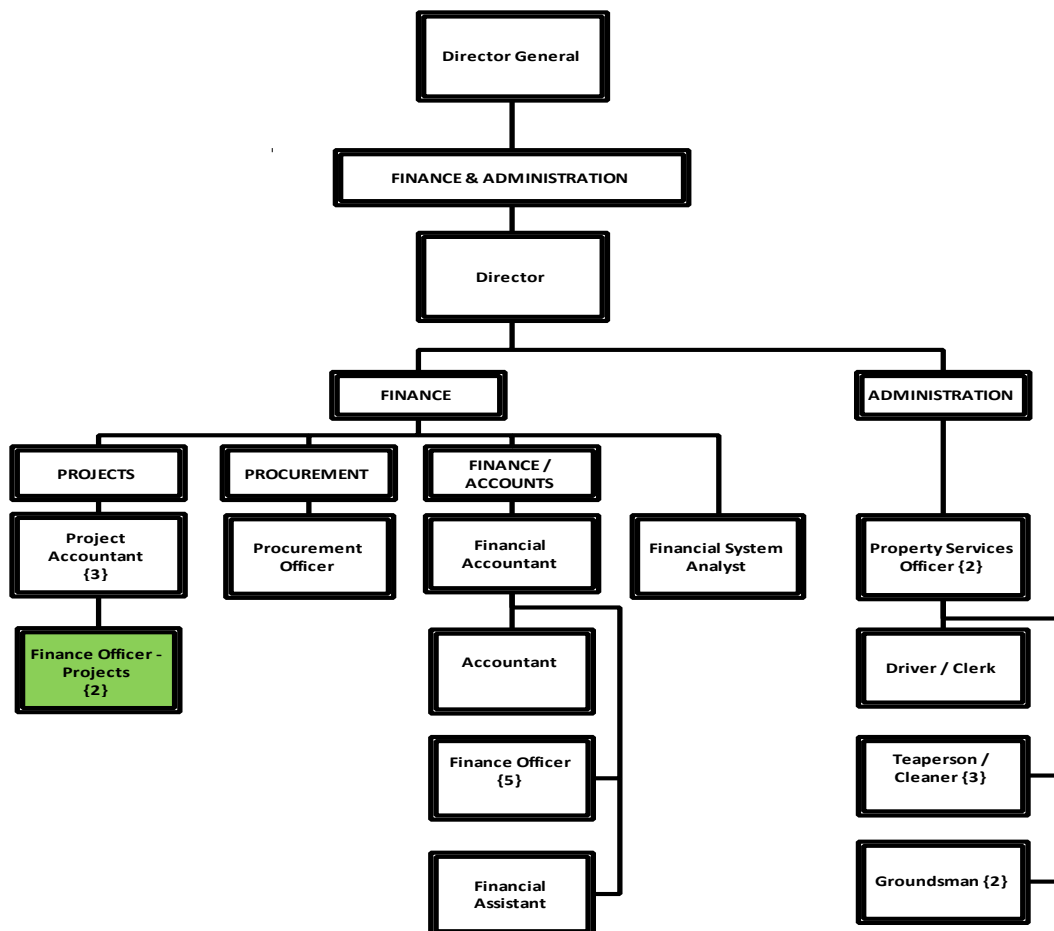 Director General
FINANCE & ADMINISTRATION
Director
FINANCE
ADMINISTRATION
PROJECTS
PROCUREMENT
FINANCE /
ACCOUNTS
Project
Accountant
{3}
Procurement
Officer
Financial
Accountant
Financial System
Analyst
Property Services
Officer {2}
Finance Officer -
Projects
{2}
Accountant
Driver / Clerk
Finance Officer
{5}
Teaperson /
Cleaner {3}
Financial
Assistant
Groundsman {2}